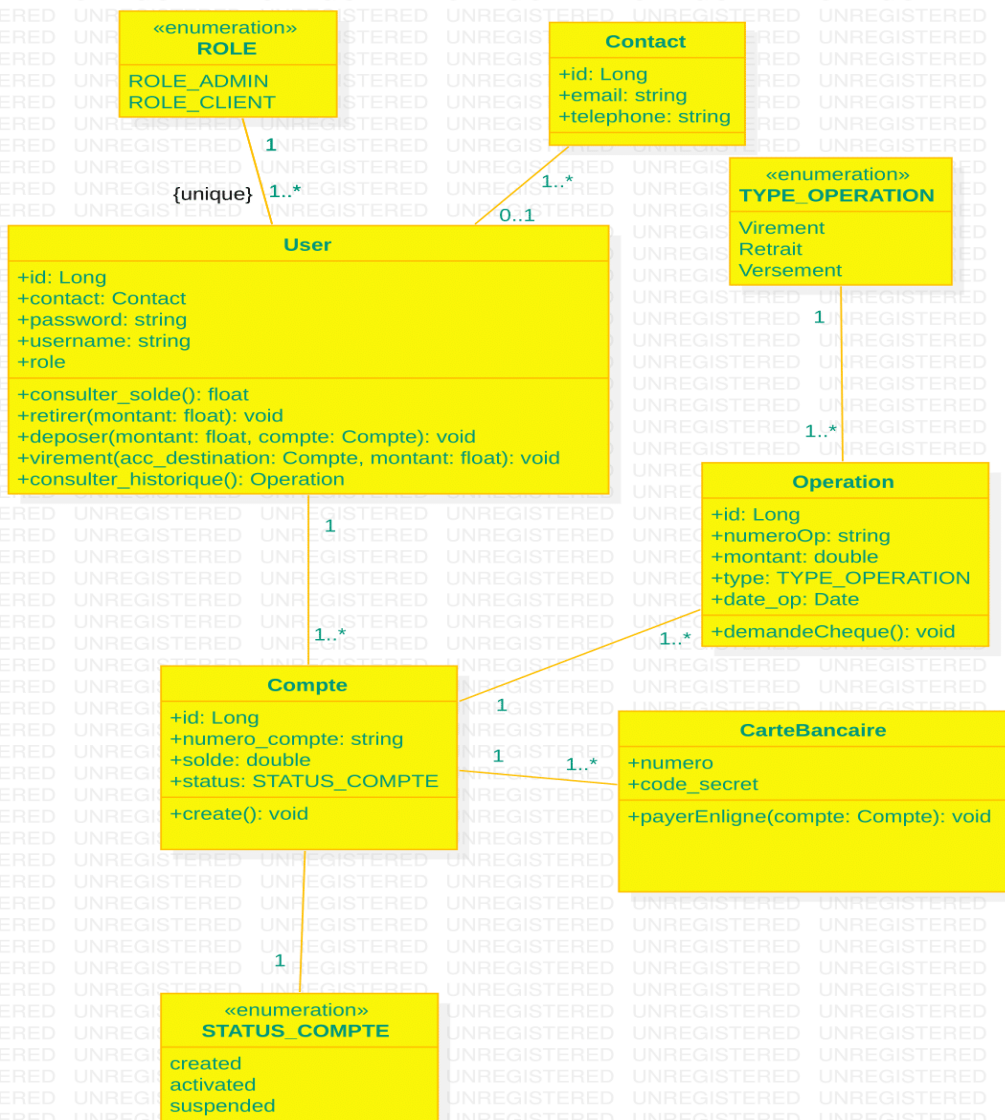 «enumeration»
ROLE
ROLE_ADMIN
ROLE_CLIENT
1
{unique}
1..*
Contact
+id: Long
+email: string
+telephone: string
1..*
0..1
«enumeration»
TYPE_OPERATION
Virement
Retrait
Versement
1
1..*
User
+id: Long
+contact: Contact
+password: string
+username: string
+role
+consulter_solde(): float
+retirer(montant: float): void
+deposer(montant: float, compte: Compte): void
+virement(acc_destination: Compte, montant: float): void
+consulter_historique(): Operation
1
1..*
Operation
+id: Long
+numeroOp: string
+montant: double
+type: TYPE_OPERATION
+date_op: Date
+demandeCheque(): void
1..*
1
Compte
+id: Long
+numero_compte: string
+solde: double
+status: STATUS_COMPTE
+create(): void
1
1..*
CarteBancaire
+numero
+code_secret
+payerEnligne(compte: Compte): void
1
«enumeration»
STATUS_COMPTE
created
activated
suspended
UNREGISTERED